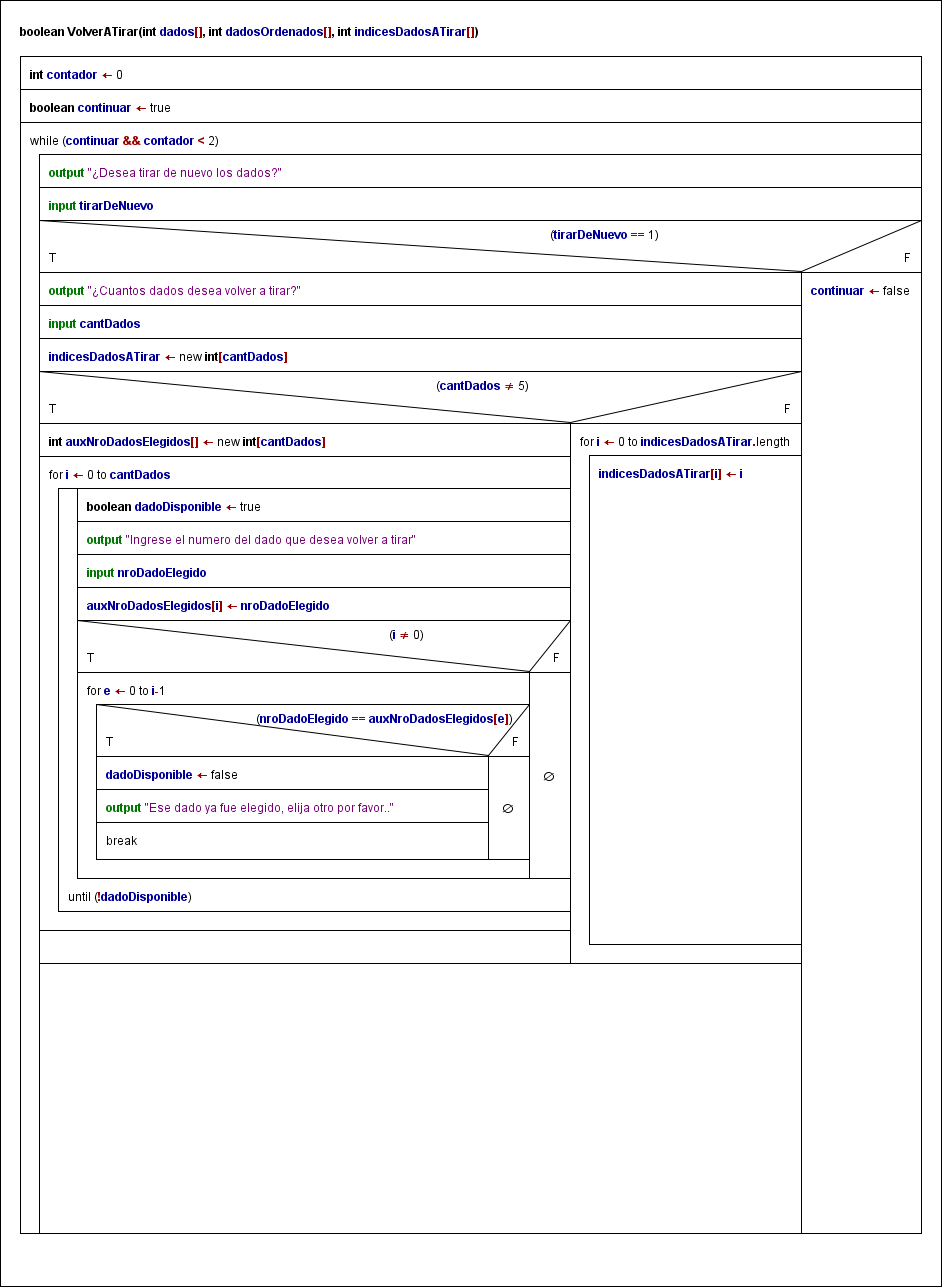 boolean VolverATirar(int dados[], int dadosOrdenados[], int indicesDadosATirar[])
int contador ← 0
boolean continuar ← true
while (continuar && contador < 2)
output "¿Desea tirar de nuevo los dados?"
input tirarDeNuevo
(tirarDeNuevo == 1)
T F
output "¿Cuantos dados desea volver a tirar?"
continuar ← false
input cantDados
indicesDadosATirar ← new int[cantDados]
(cantDados ≠ 5)
T F
int auxNroDadosElegidos[] ← new int[cantDados]
for i ← 0 to indicesDadosATirar.length
for i ← 0 to cantDados
indicesDadosATirar[i] ← i
boolean dadoDisponible ← true
output "Ingrese el numero del dado que desea volver a tirar"
input nroDadoElegido
auxNroDadosElegidos[i] ← nroDadoElegido
(i ≠ 0)
T F
for e ← 0 to i-1
(nroDadoElegido == auxNroDadosElegidos[e])
T F
dadoDisponible ← false
∅
output "Ese dado ya fue elegido, elija otro por favor.."
∅
break
until (!dadoDisponible)